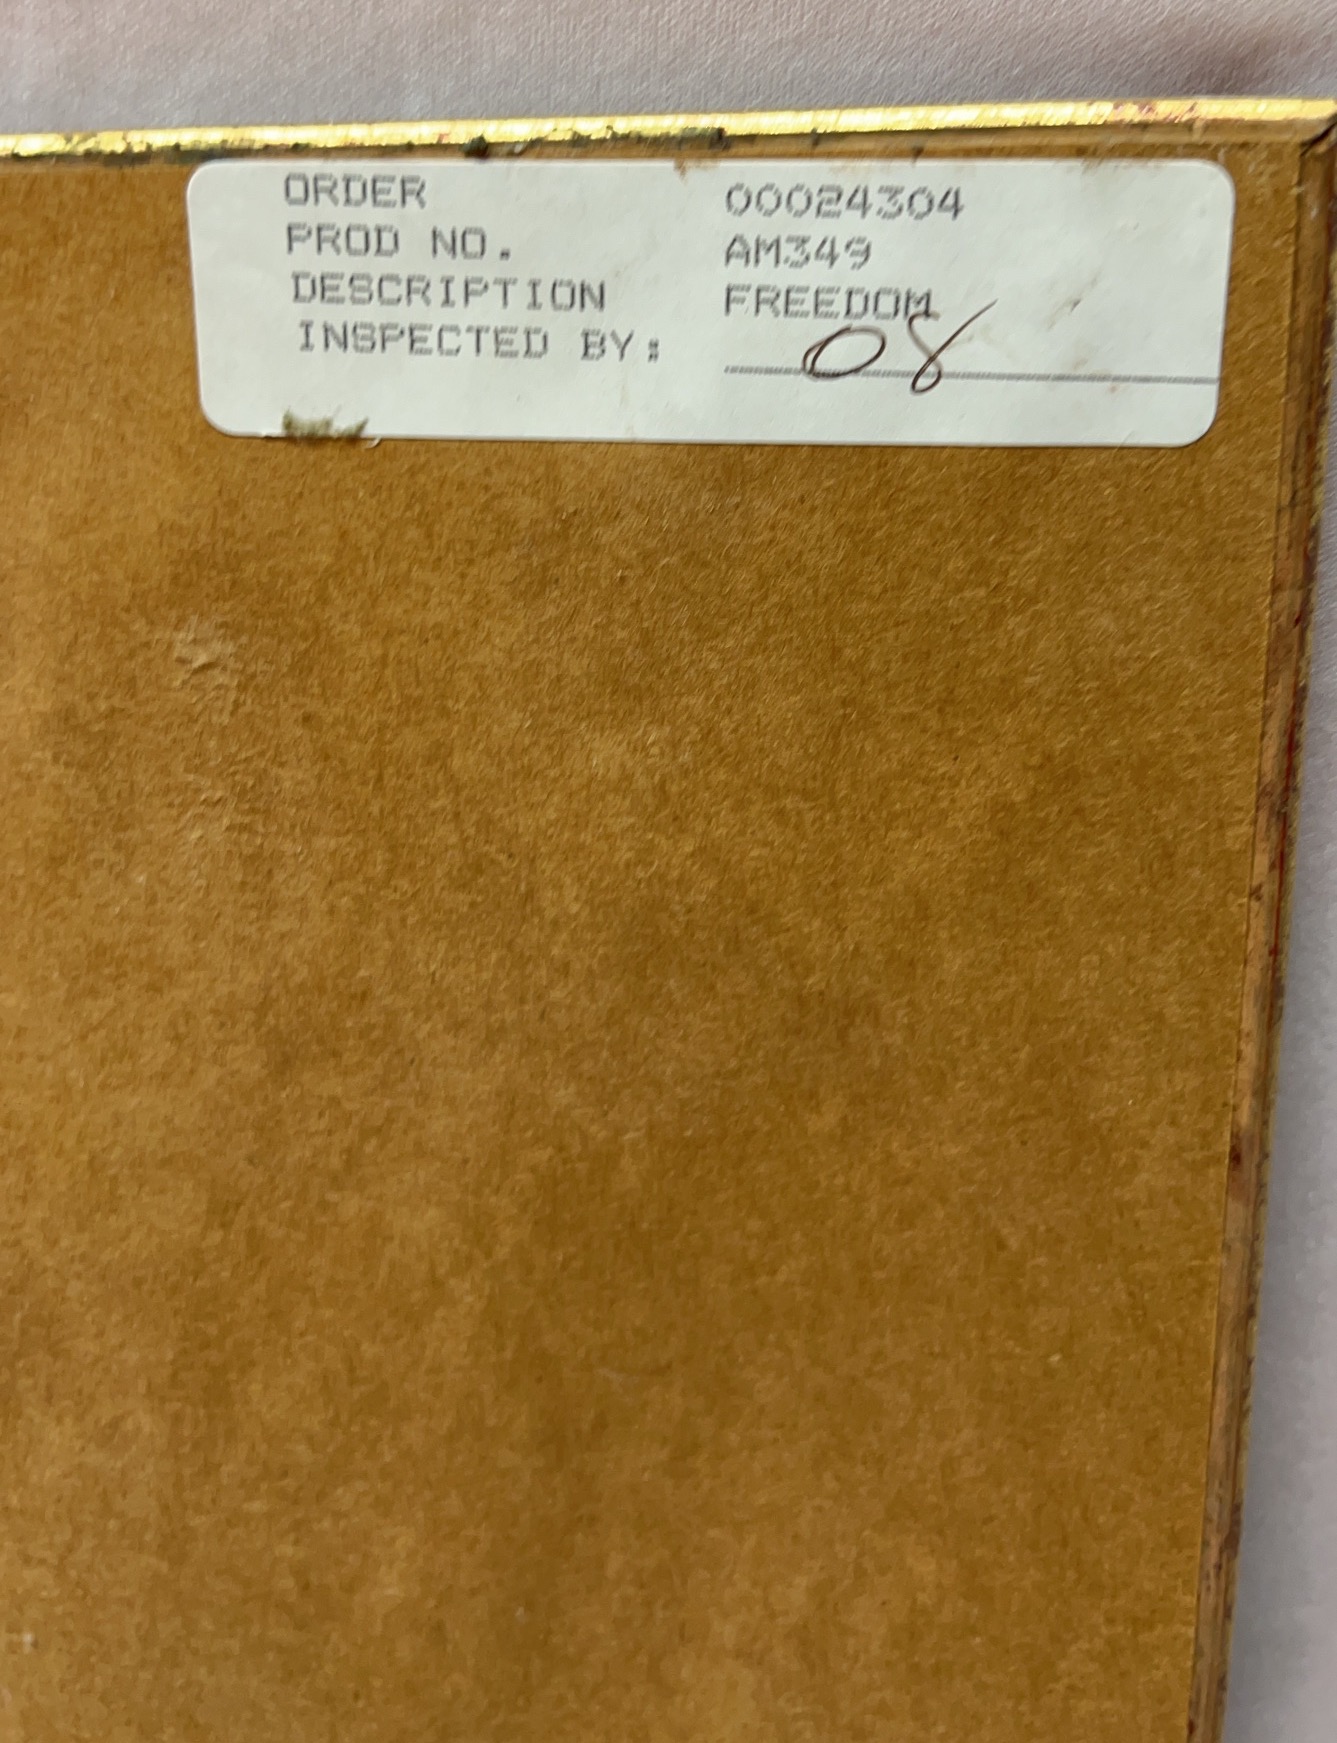 ORDER 00024304
PROD NO. AM349
DESCRIPTION FREEDOM
INSPECTED BY: 08